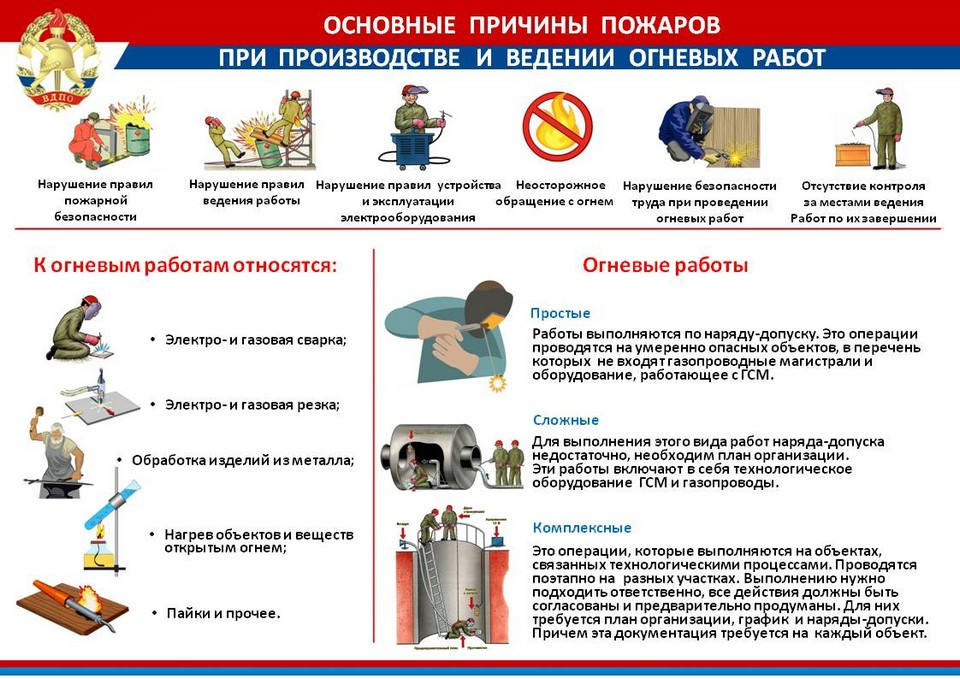 ОСНОВНЫЕ ПРИЧИНЫ ПОЖАРОВ
ПРИ ПРОИЗВОДСТВЕ И ВЕДЕНИИ ОГНЕВЫХ РАБОТ
ВДПО
Нарушение правил
пожарной
безопасности
Нарушение правил
ведения работы
Нарушение правил устройства
и эксплуатации
электрооборудования
Неосторожное
обращение с огнем
Нарушение безопасности
труда при проведении
огневых работ
Отсутствие контроля
за местами ведения
Работ по их завершении
К огневым работам относятся:
• Электро- и газовая сварка;
• Электро- и газовая резка;
• Обработка изделий из металла;
• Нагрев объектов и веществ
открытым огнем;
• Пайки и прочее.
Огневые работы
Простые
Работы выполняются по наряду-допуску. Это операции
проводятся на умеренно опасных объектов, в перечень
которых не входят газопроводные магистрали и
оборудование, работающее с ГСМ.
Сложные
Для выполнения этого вида работ наряда-допуска
недостаточно, необходим план организации.
Эти работы включают в себя технологическое
оборудование ГСМ и газопроводы.
Комплексные
Это операции, которые выполняются на объектах,
связанных технологическими процессами. Проводятся
поэтапно на разных участках. Выполнению нужно
подходить ответственно, все действия должны быть
согласованы и предварительно продуманы. Для них
требуется план организации, график и наряды-допуски.
Причем эта документация требуется на каждый объект.